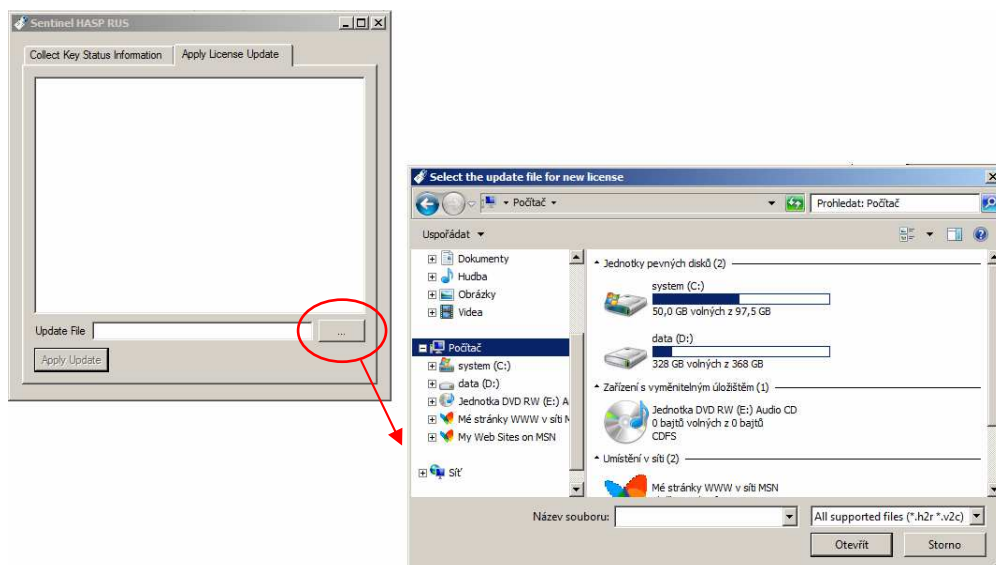 Sentinel HASP RUS
Collect Key Status Information
Apply License Update
Update File
...
Apply Update
Select the update file for new license
Počítač
Prohledat: Počítač
Uspořádat
Dokumenty
Hudba
Obrázky
Videa
Počítač
system (C:)
data (D:)
Jednotka DVD RW (E:) A
Mé stránky WWW v síti M
My Web Sites on MSN
Síť
Jednotky pevných disků (2)
system (C:)
50,0 GB volných z 97,5 GB
data (D:)
328 GB volných z 368 GB
Zařízení s vyměnitelným úložištěm (1)
Jednotka DVD RW (E:) Audio CD
0 bajtů volných z 0 bajtů
CDFS
Umístění v síti (2)
Mé stránky WWW v síti MSN
Název souboru:
All supported files (*.h2r *.v2c)
Otevřít
Storno